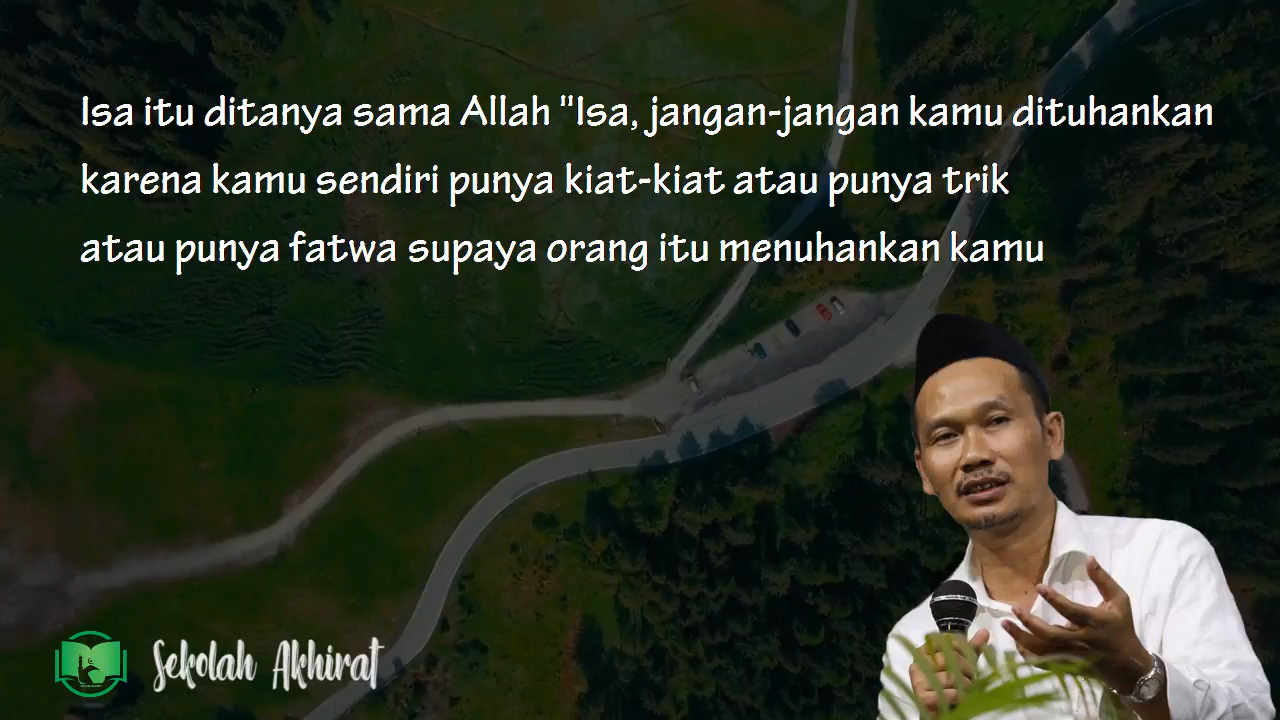 Isa itu ditanya sama Allah "Isa, jangan-jangan kamu dituhankan
karena kamu sendiri punya kiat-kiat atau punya trik
atau punya fatwa supaya orang itu menuhankan kamu
Sekolah Akhirat